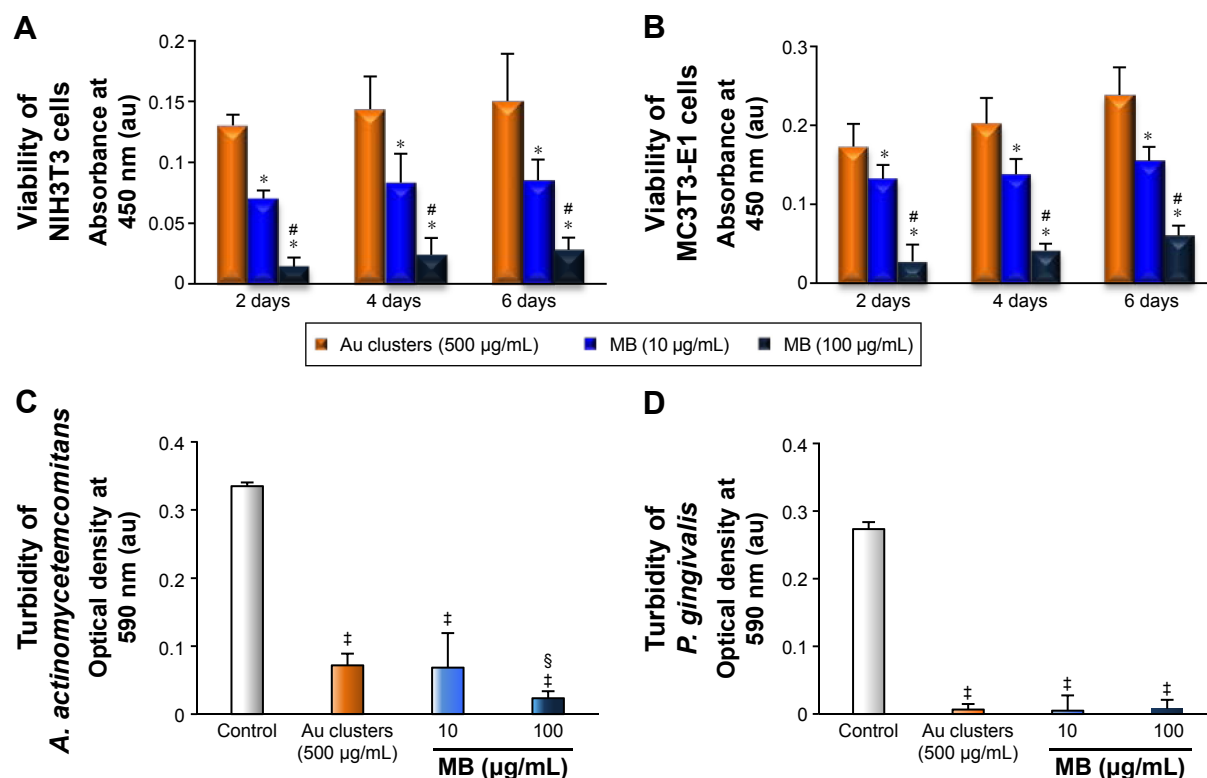 A
Viability of
NIH3T3 cells
Absorbance at
450 nm (au)
0.2
0.15
0.1
0.05
0
*
#
*
*
#
*
*
#
*
2 days
4 days
6 days
B
Viability of
MC3T3-E1 cells
Absorbance at
450 nm (au)
0.3
0.2
0.1
0
*
#
*
*
#
*
*
#
*
2 days
4 days
6 days
Au clusters (500 µg/mL)
MB (10 µg/mL)
MB (100 µg/mL)
C
Turbidity of
A. actinomycetemcomitans
Optical density at
590 nm (au)
0.4
0.3
0.2
0.1
0
‡
‡
§
‡
Control
Au clusters
(500 µg/mL)
10
100
MB (µg/mL)
D
Turbidity of
P. gingivalis
Optical density at
590 nm (au)
0.4
0.3
0.2
0.1
0
‡
‡
‡
Control
Au clusters
(500 µg/mL)
10
100
MB (µg/mL)